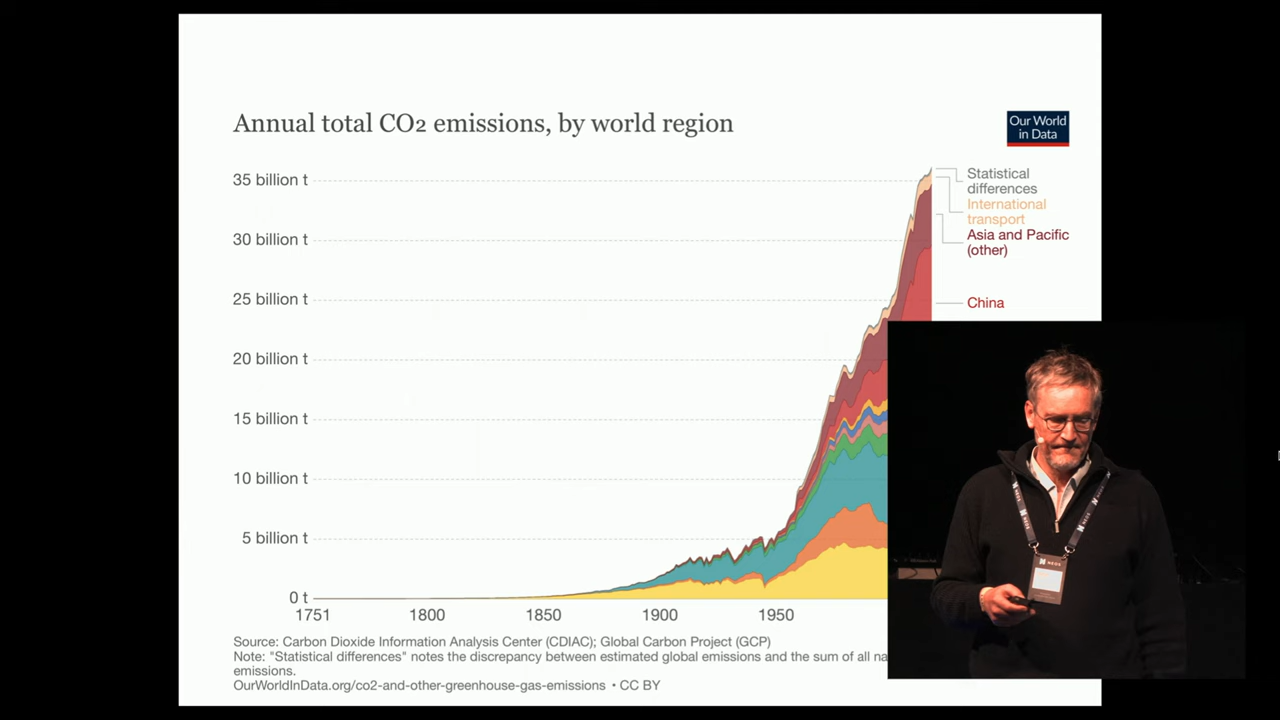 Annual total CO2 emissions, by world region
Our World
in Data
35 billion t
30 billion t
25 billion t
20 billion t
15 billion t
10 billion t
5 billion t
0 t
1751
1800
1850
1900
1950
Statistical
differences
International
transport
Asia and Pacific
(other)
China
Source: Carbon Dioxide Information Analysis Center (CDIAC); Global Carbon Project (GCP)
Note: "Statistical differences" notes the discrepancy between estimated global emissions and the sum of all na
emissions.
OurWorldInData.org/co2-and-other-greenhouse-gas-emissions • CC BY
NEOS